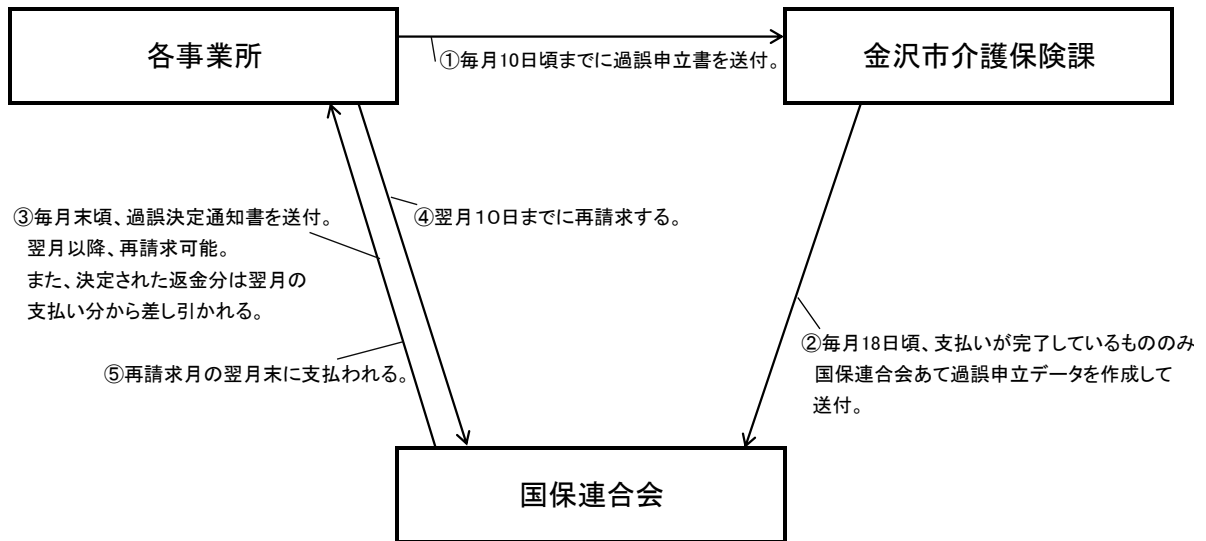 各事業所
①毎月10日頃までに過誤申立書を送付。
金沢市介護保険課
③毎月末頃、過誤決定通知書を送付。
翌月以降、再請求可能。
また、決定された返金分は翌月の
支払い分から差し引かれる。
④翌月１０日までに再請求する。
②毎月18日頃、支払いが完了しているもののみ
国保連合会あて過誤申立データを作成して
送付。
⑤再請求月の翌月末に支払われる。
国保連合会